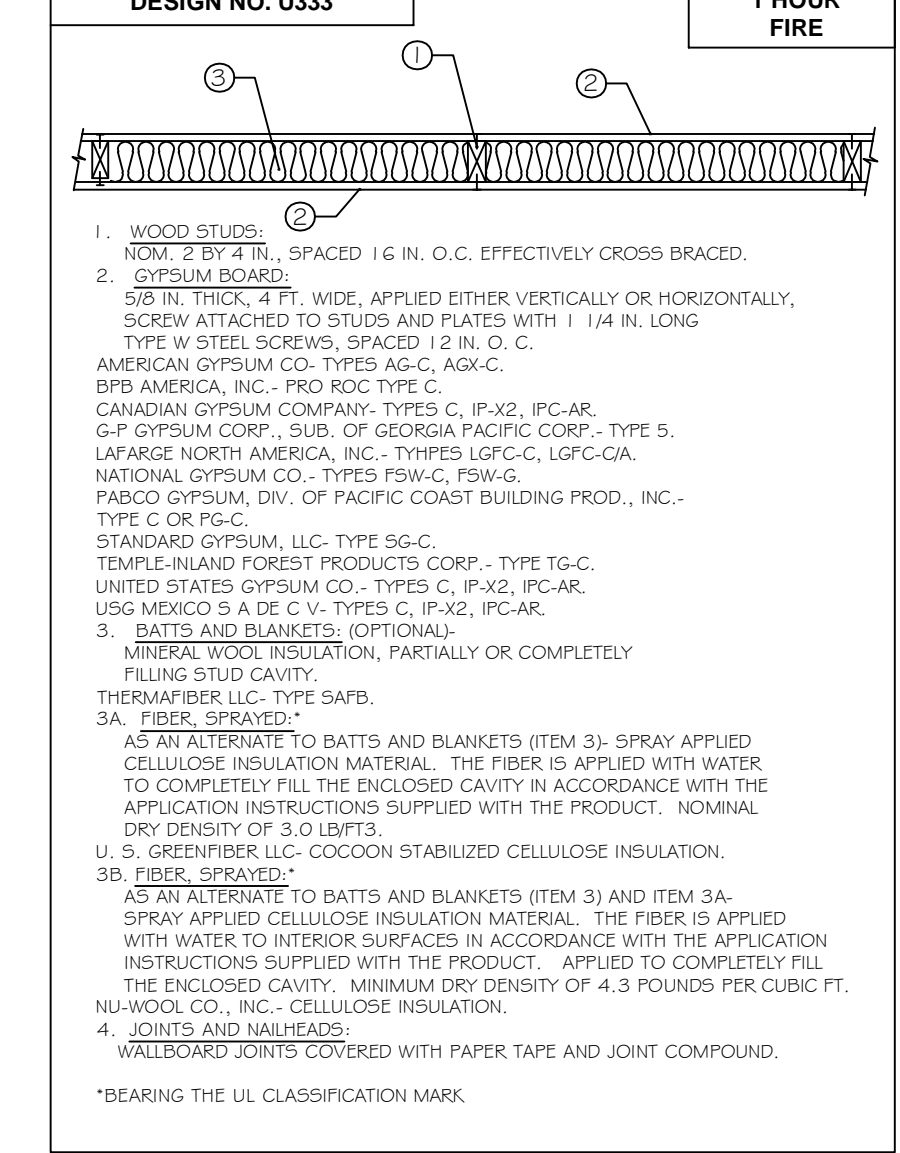 DESIGN NO. U333
1 HOUR
FIRE
1
3
2
2
1. WOOD STUDS:
NOM. 2 BY 4 IN., SPACED 16 IN. O.C. EFFECTIVELY CROSS BRACED.
2. GYPSUM BOARD:
5/8 IN. THICK, 4 FT. WIDE, APPLIED EITHER VERTICALLY OR HORIZONTALLY,
SCREW ATTACHED TO STUDS AND PLATES WITH 1 1/4 IN. LONG
TYPE W STEEL SCREWS, SPACED 12 IN. O. C.
AMERICAN GYPSUM CO- TYPES AG-C, AGX-C.
BPB AMERICA, INC.- PRO ROC TYPE C.
CANADIAN GYPSUM COMPANY- TYPES C, IP-X2, IPC-AR.
G-P GYPSUM CORP., SUB. OF GEORGIA PACIFIC CORP.- TYPE 5.
LAFARGE NORTH AMERICA, INC.- TYHPES LGFC-C, LGFC-C/A.
NATIONAL GYPSUM CO.- TYPES FSW-C, FSW-G.
PABCO GYPSUM, DIV. OF PACIFIC COAST BUILDING PROD., INC.-
TYPE C OR PG-C.
STANDARD GYPSUM, LLC- TYPE SG-C.
TEMPLE-INLAND FOREST PRODUCTS CORP.- TYPE TG-C.
UNITED STATES GYPSUM CO.- TYPES C, IP-X2, IPC-AR.
USG MEXICO S A DE C V- TYPES C, IP-X2, IPC-AR.
3. BATTS AND BLANKETS: (OPTIONAL)-
MINERAL WOOL INSULATION, PARTIALLY OR COMPLETELY
FILLING STUD CAVITY.
THERMAFIBER LLC- TYPE SAFB.
3A. FIBER, SPRAYED:*
AS AN ALTERNATE TO BATTS AND BLANKETS (ITEM 3)- SPRAY APPLIED
CELLULOSE INSULATION MATERIAL. THE FIBER IS APPLIED WITH WATER
TO COMPLETELY FILL THE ENCLOSED CAVITY IN ACCORDANCE WITH THE
APPLICATION INSTRUCTIONS SUPPLIED WITH THE PRODUCT. NOMINAL
DRY DENSITY OF 3.0 LB/FT3.
U. S. GREENFIBER LLC- COCOON STABILIZED CELLULOSE INSULATION.
3B. FIBER, SPRAYED:*
AS AN ALTERNATE TO BATTS AND BLANKETS (ITEM 3) AND ITEM 3A-
SPRAY APPLIED CELLULOSE INSULATION MATERIAL. THE FIBER IS APPLIED
WITH WATER TO INTERIOR SURFACES IN ACCORDANCE WITH THE APPLICATION
INSTRUCTIONS SUPPLIED WITH THE PRODUCT. APPLIED TO COMPLETELY FILL
THE ENCLOSED CAVITY. MINIMUM DRY DENSITY OF 4.3 POUNDS PER CUBIC FT.
NU-WOOL CO., INC.- CELLULOSE INSULATION.
4. JOINTS AND NAILHEADS:
WALLBOARD JOINTS COVERED WITH PAPER TAPE AND JOINT COMPOUND.
*BEARING THE UL CLASSIFICATION MARK